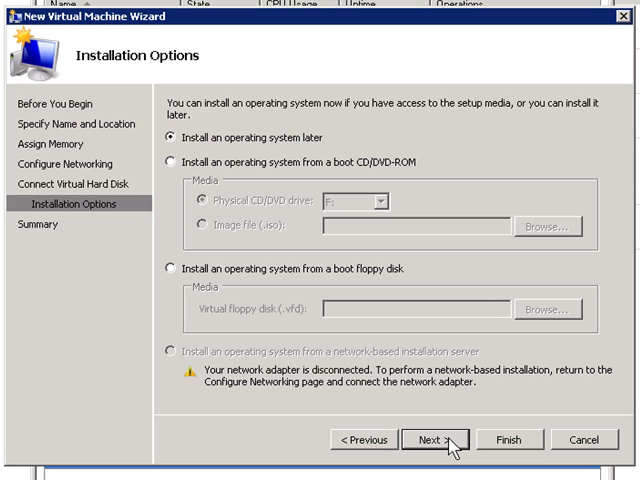 Name
State
CPU Usage
Uptime
Operations
New Virtual Machine Wizard
Installation Options
Before You Begin
Specify Name and Location
Assign Memory
Configure Networking
Connect Virtual Hard Disk
Installation Options
Summary
You can install an operating system now if you have access to the setup media, or you can install it
later.
Install an operating system later
Install an operating system from a boot CD/DVD-ROM
Media
Physical CD/DVD drive:
F:
Image file (.iso):
Browse...
Install an operating system from a boot floppy disk
Media
Virtual floppy disk (.vfd):
Browse...
Install an operating system from a network-based installation server
Your network adapter is disconnected. To perform a network-based installation, return to the
Configure Networking page and connect the network adapter.
< Previous
Next >
Finish
Cancel